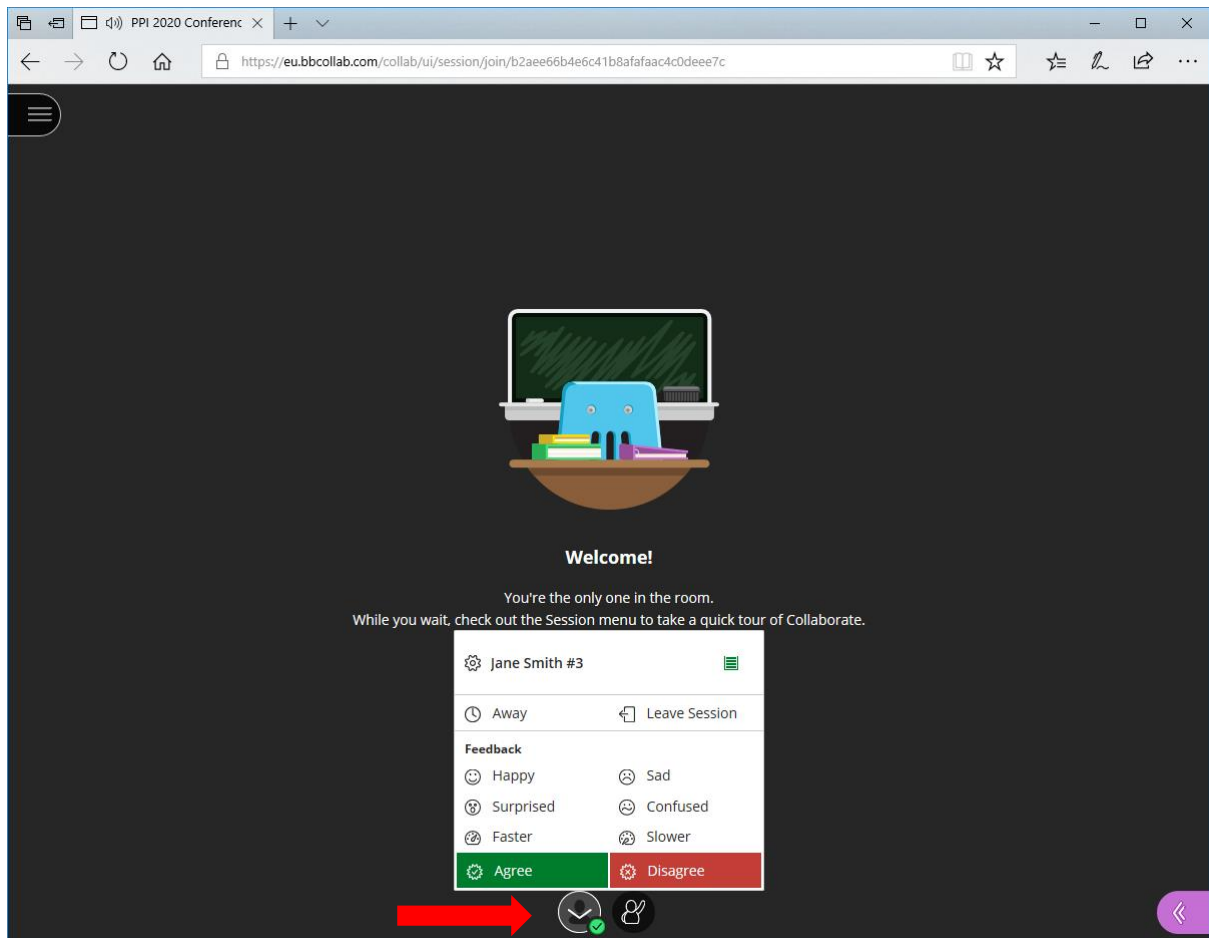 PPI 2020 Conferenc
https://eu.bbcollab.com/collab/ui/session/join/b2aee66b4e6c41b8afafaac4c0deee7c
Welcome!
You're the only one in the room.
While you wait, check out the Session menu to take a quick tour of Collaborate.
Jane Smith #3
Away Leave Session
Feedback
Happy Sad
Surprised Confused
Faster Slower
Agree Disagree